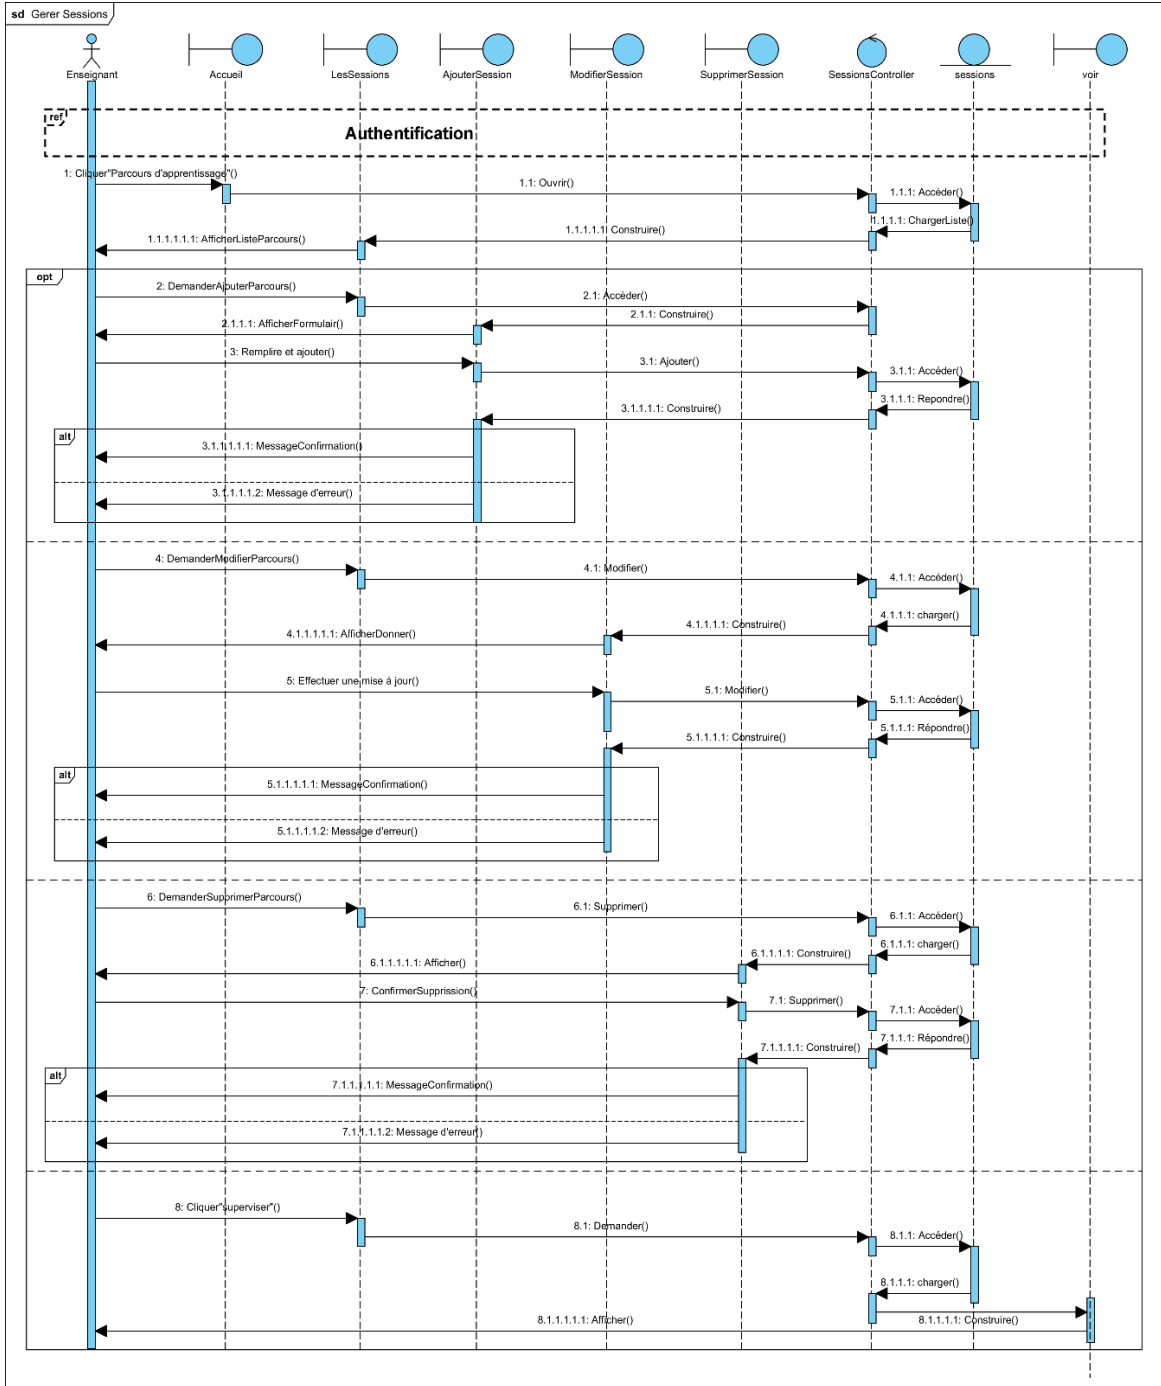 sd Gerer Sessions
Enseignant
Accueil
LesSessions
AjouterSession
ModifierSession
SupprimerSession
SessionsController
sessions
voir
ref
Authentification
1: Cliquer"Parcours d'apprentissage"()
1.1: Ouvrir()
1.1.1: Accéder()
1.1.1.1: ChargerListe()
1.1.1.1.1: Construire()
1.1.1.1.1.1: AfficherListeParcours()
opt
2: DemanderAjouterParcours()
2.1: Accéder()
2.1.1: Construire()
2.1.1.1: AfficherFormulair()
3: Remplire et ajouter()
3.1: Ajouter()
3.1.1: Accéder()
3.1.1.1: Repondre()
3.1.1.1.1: Construire()
alt
3.1.1.1.1.1: MessageConfirmation()
3.1.1.1.1.2: Message d'erreur()
4: DemanderModifierParcours()
4.1: Modifier()
4.1.1: Accéder()
4.1.1.1: charger()
4.1.1.1.1: Construire()
4.1.1.1.1.1: AfficherDonner()
5: Effectuer une mise à jour()
5.1: Modifier()
5.1.1: Accéder()
5.1.1.1: Répondre()
5.1.1.1.1: Construire()
alt
5.1.1.1.1.1: MessageConfirmation()
5.1.1.1.1.2: Message d'erreur()
6: DemanderSupprimerParcours()
6.1: Supprimer()
6.1.1: Accéder()
6.1.1.1: charger()
6.1.1.1.1: Construire()
6.1.1.1.1.1: Afficher()
7: ConfirmerSupprission()
7.1: Supprimer()
7.1.1: Accéder()
7.1.1.1: Répondre()
7.1.1.1.1: Construire()
alt
7.1.1.1.1.1: MessageConfirmation()
7.1.1.1.1.2: Message d'erreur()
8: Cliquer"superviser"()
8.1: Demander()
8.1.1: Accéder()
8.1.1.1: charger()
8.1.1.1.1: Construire()
8.1.1.1.1.1: Afficher()